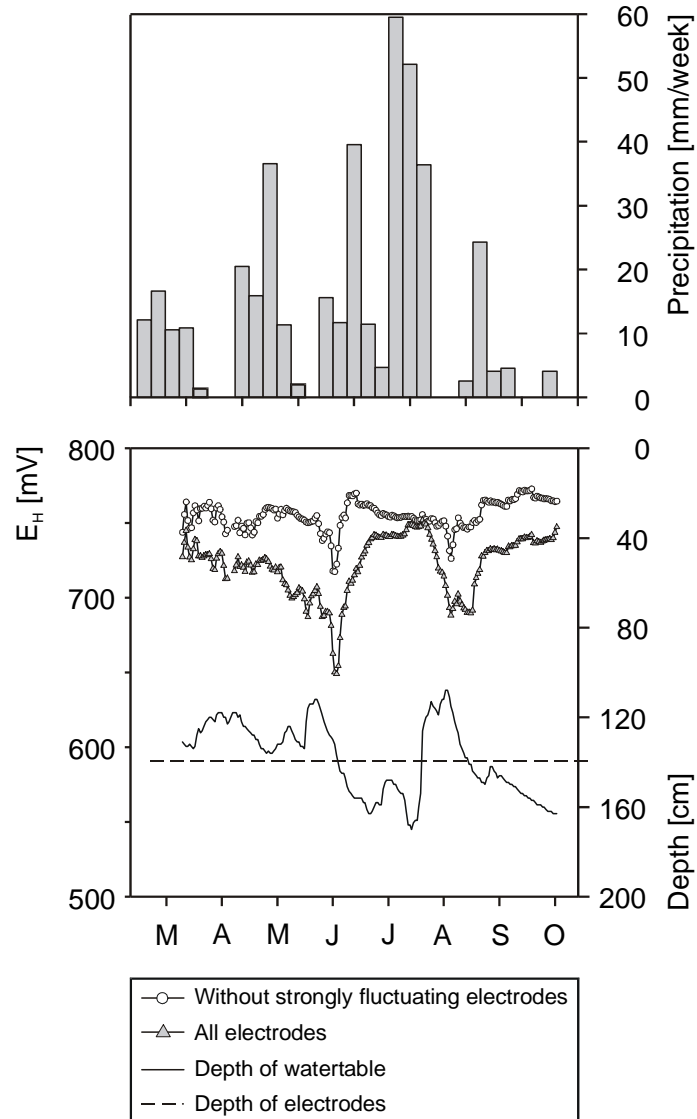 60
50
40
30
20
10
0
Precipitation [mm/week]
800
700
600
500
E_H [mV]
0
40
80
120
160
200
Depth [cm]
M A M J J A S O
Without strongly fluctuating electrodes
All electrodes
Depth of watertable
Depth of electrodes